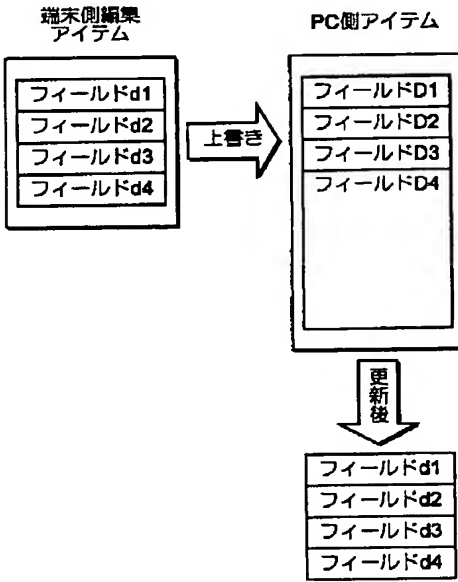 端末側編集
アイテム
フィールドd1
フィールドd2
フィールドd3
フィールドd4
上書き
PC側アイテム
フィールドD1
フィールドD2
フィールドD3
フィールドD4
更新後
フィールドd1
フィールドd2
フィールドd3
フィールドd4